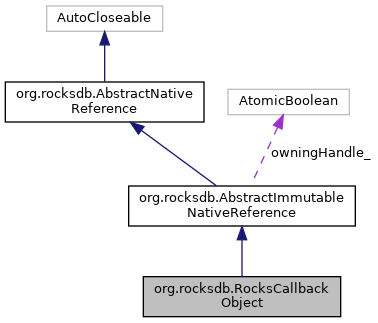 AutoCloseable
org.rocksdb.AbstractNative
Reference
AtomicBoolean
owningHandle_
org.rocksdb.AbstractImmutable
NativeReference
org.rocksdb.RocksCallback
Object